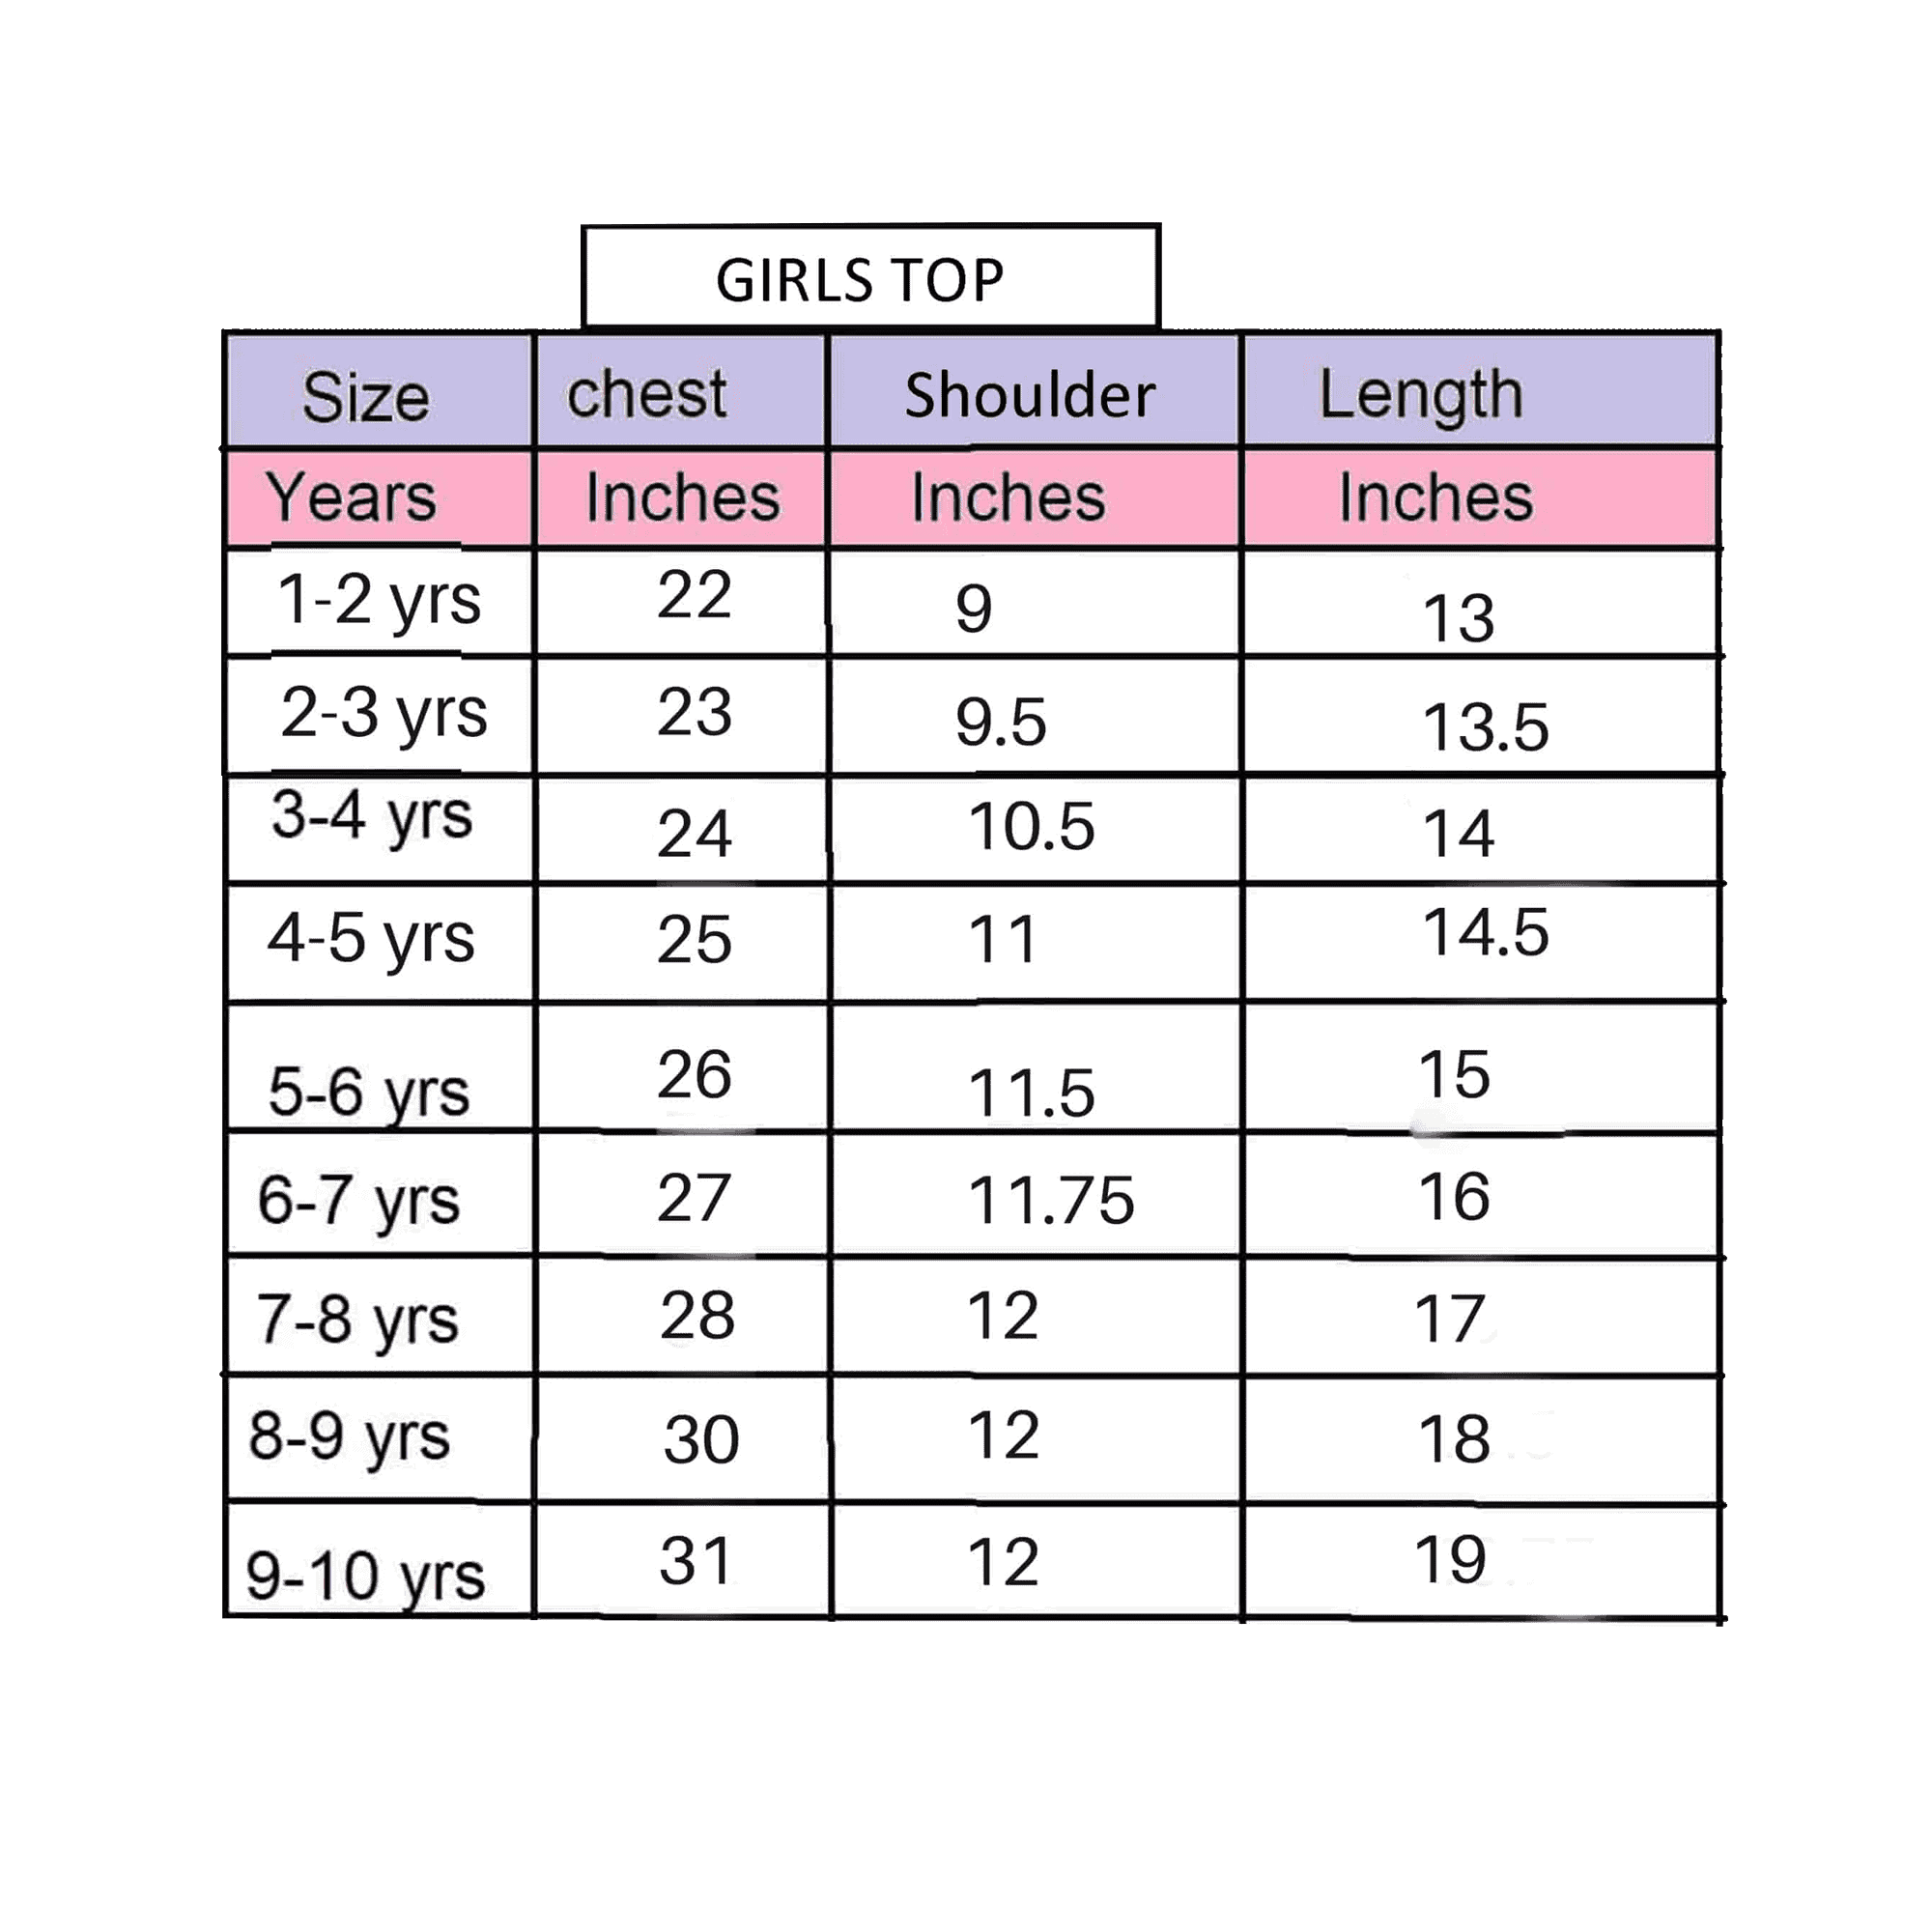 GIRLS TOP
Size chest Shoulder Length
Years Inches Inches Inches
1-2 yrs 22 9 13
2-3 yrs 23 9.5 13.5
3-4 yrs 24 10.5 14
4-5 yrs 25 11 14.5
5-6 yrs 26 11.5 15
6-7 yrs 27 11.75 16
7-8 yrs 28 12 17
8-9 yrs 30 12 18
9-10 yrs 31 12 19